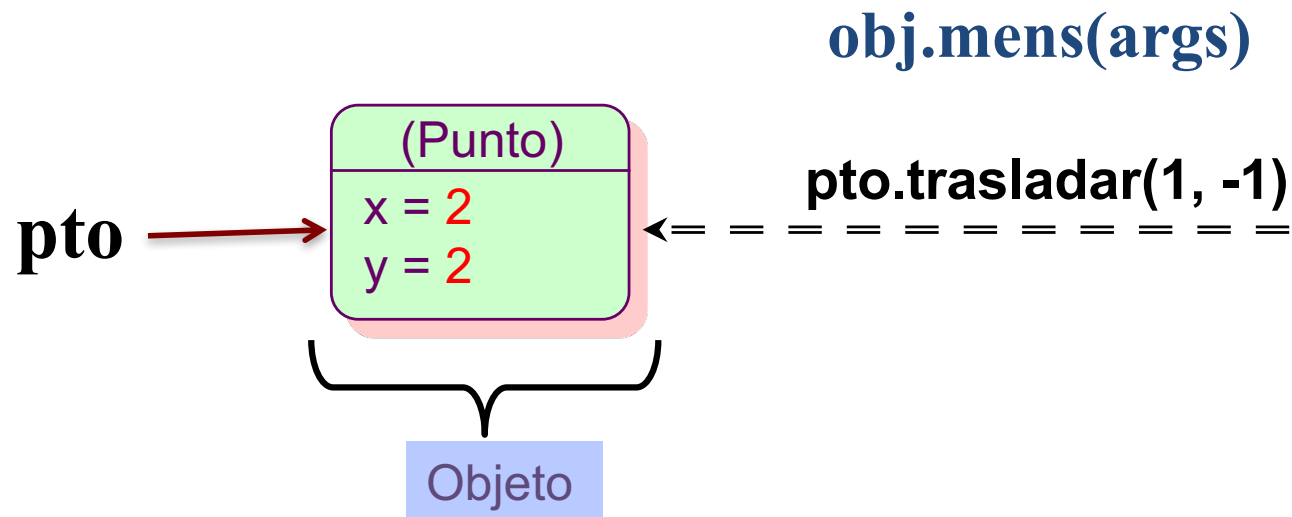 obj.mens(args)
(Punto)
pto.trasladar(1, -1)
pto
x = 2
y = 2
Objeto